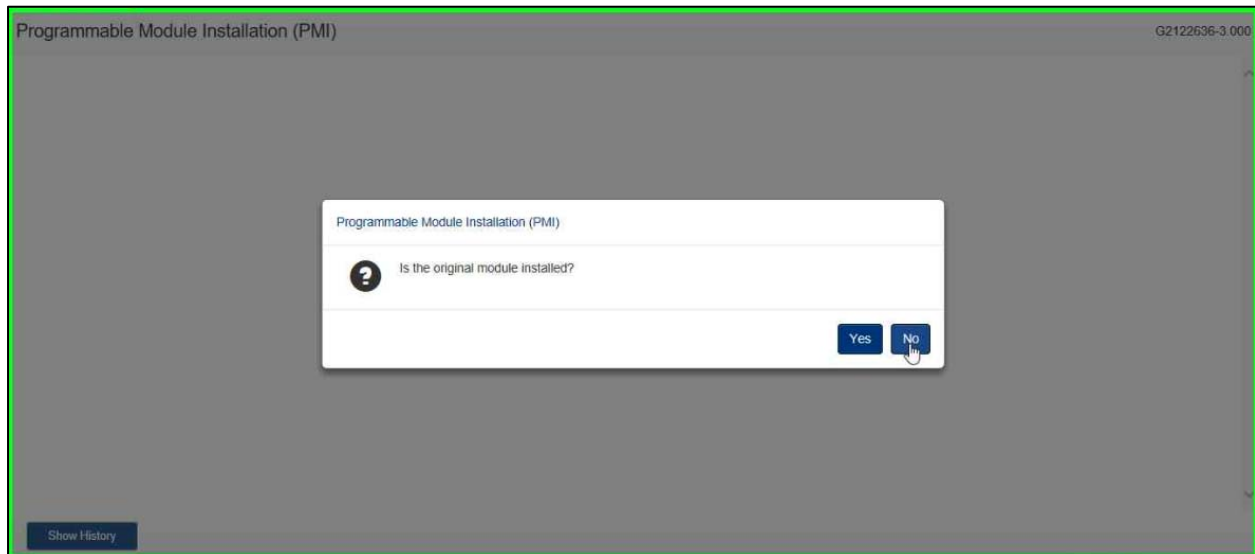 Programmable Module Installation (PMI)
G2122636-3.000
Programmable Module Installation (PMI)
Is the original module installed?
Yes
No
Show History